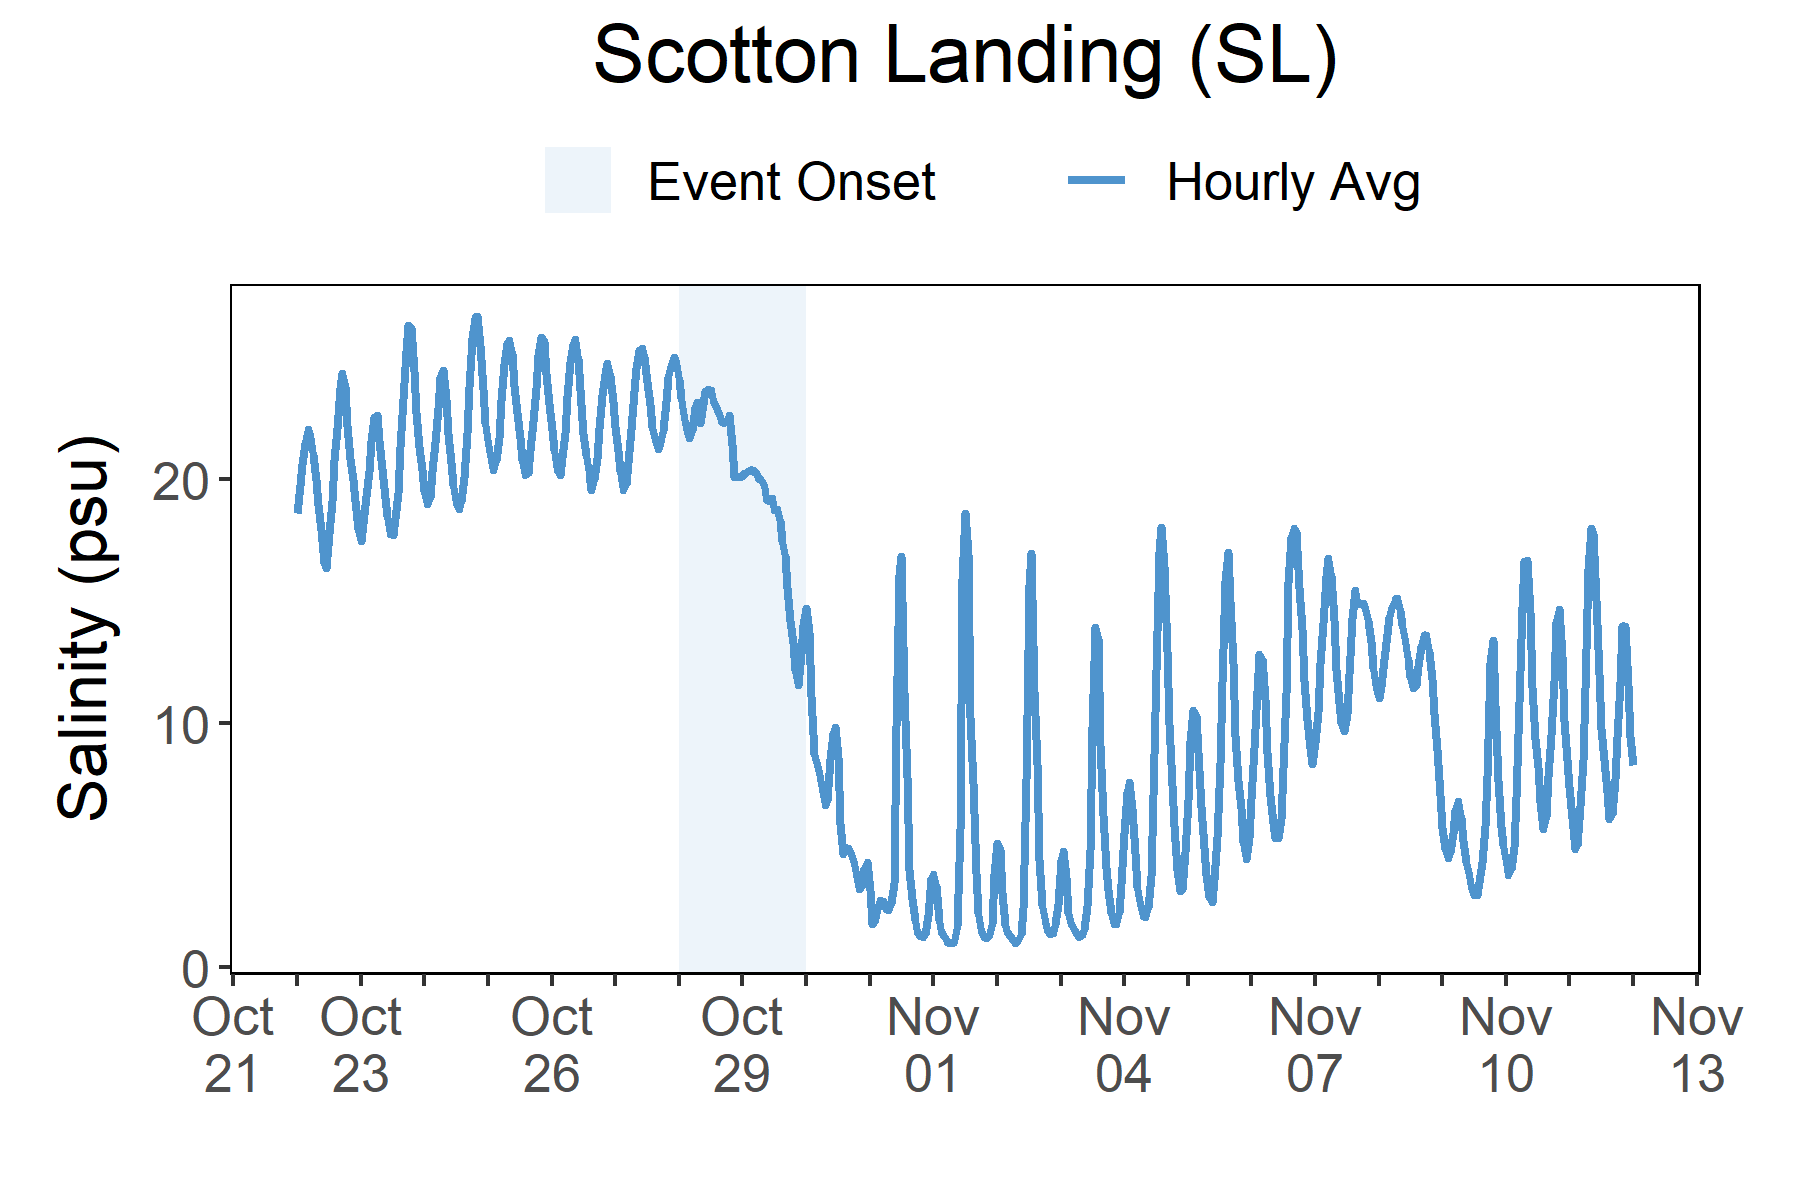 Scotton Landing (SL)
Event Onset Hourly Avg
Salinity (psu)
20
10
0
Oct Oct Oct Oct Nov Nov Nov Nov Nov
21 23 26 29 01 04 07 10 13